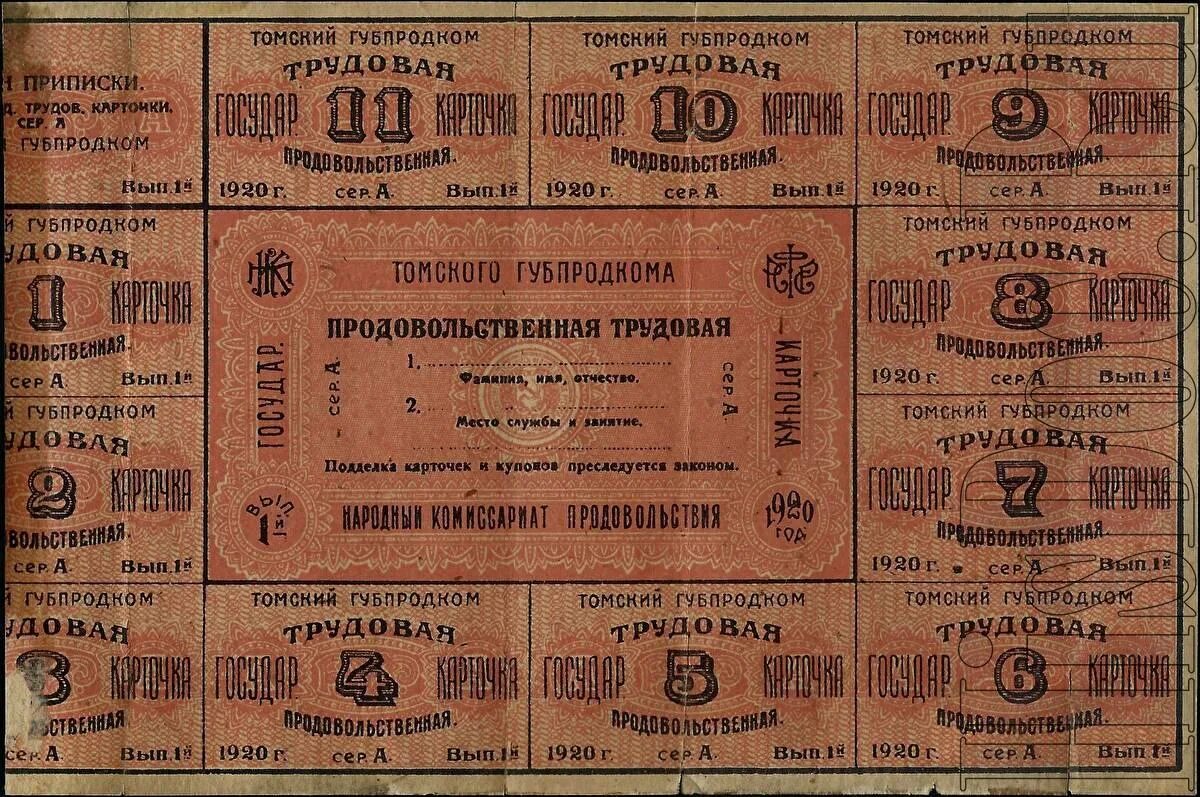 ПРИПИСКИ.
ТРУДОВ. КАРТОЧКИ.
СЕР. А
ГУБПРОДКОМ
Вып.1й
ТОМСКИЙ ГУБПРОДКОМ
ТРУДОВАЯ
ГОСУДАР. 11 КАРТОЧКА
ПРОДОВОЛЬСТВЕННАЯ.
1920 г. сер. А. Вып.1й
ТОМСКИЙ ГУБПРОДКОМ
ТРУДОВАЯ
ГОСУДАР. 10 КАРТОЧКА
ПРОДОВОЛЬСТВЕННАЯ.
1920 г. сер. А. Вып.1й
ТОМСКИЙ ГУБПРОДКОМ
ТРУДОВАЯ
ГОСУДАР. 9 КАРТОЧКА
ПРОДОВОЛЬСТВЕННАЯ.
1920 г. сер. А. Вып.1й
ГУБПРОДКОМ
1 КАРТОЧКА
сер А. Вып.1й
ТОМСКОГО ГУБПРОДКОМА
ПРОДОВОЛЬСТВЕННАЯ ТРУДОВАЯ
ГОСУДАР.
сер. А.
1.
Фамилия, имя, отчество.
2.
Место службы и занятие.
сер. А.
КАРТОЧКА
Подделка карточек и купонов преследуется законом.
ВЫП. 1й
НАРОДНЫЙ КОМИССАРИАТ ПРОДОВОЛЬСТВИЯ
1920 ГОД
ТОМСКИЙ ГУБПРОДКОМ
ТРУДОВАЯ
ГОСУДАР 8 КАРТОЧКА
ПРОДОВОЛЬСТВЕННАЯ.
1920 г. сер. А. Вып.1й
ГУБПРОДКОМ
2 КАРТОЧКА
сер. А. Вып.1й
ТОМСКИЙ ГУБПРОДКОМ
ТРУДОВАЯ
ГОСУДАР 7 КАРТОЧКА
ПРОДОВОЛЬСТВЕННАЯ.
1920 г. сер. А. Вып.1й
ГУБПРОДКОМ
3 КАРТОЧКА
сер. А. Вып.1й
ТОМСКИЙ ГУБПРОДКОМ
ТРУДОВАЯ
ГОСУДАР 4 КАРТОЧКА
ПРОДОВОЛЬСТВЕННАЯ.
1920 г. сер. А. Вып.1й
ТОМСКИЙ ГУБПРОДКОМ
ТРУДОВАЯ
ГОСУДАР 5 КАРТОЧКА
ПРОДОВОЛЬСТВЕННАЯ.
1920 г. сер. А. Вып.1й
ТОМСКИЙ ГУБПРОДКОМ
ТРУДОВАЯ
ГОСУДАР 6 КАРТОЧКА
ПРОДОВОЛЬСТВЕННАЯ.
1920 г. сер. А. Вып.1й